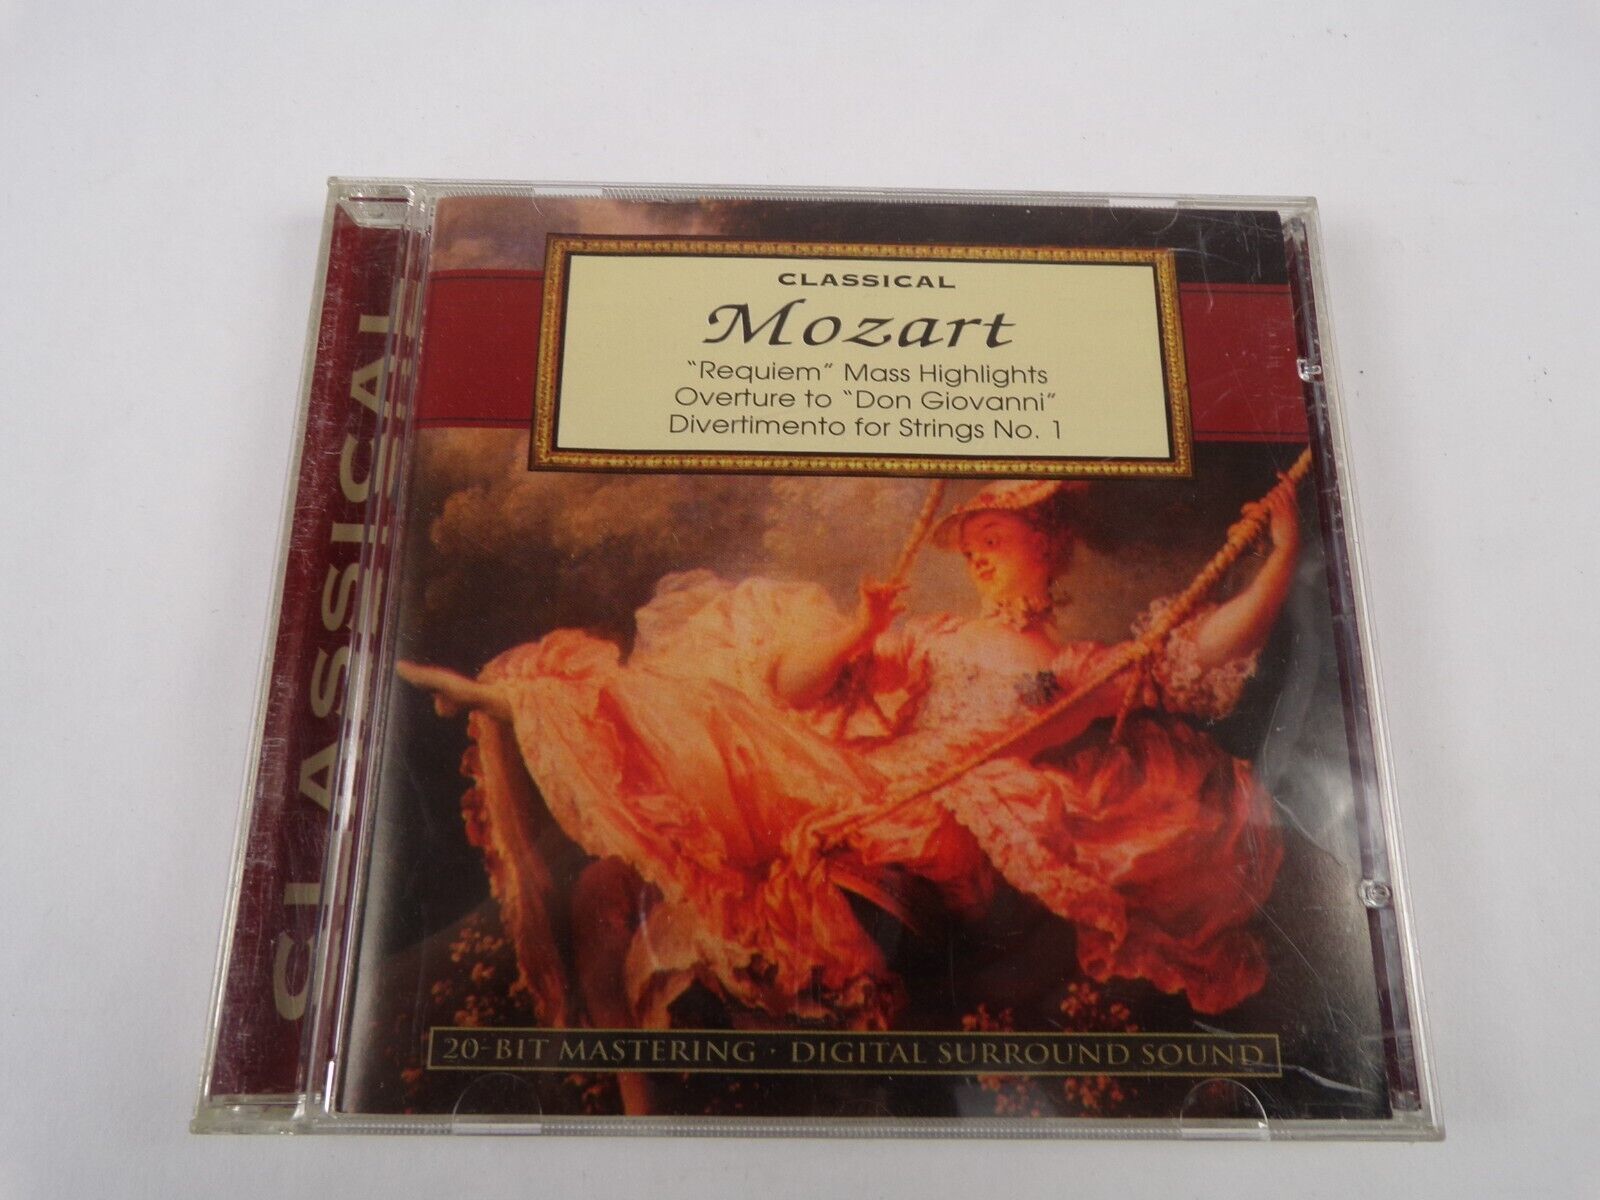 CLASSICAL
Mozart
"Requiem" Mass Highlights
Overture to "Don Giovanni"
Divertimento for Strings No. 1
CLASSICAL
20-BIT MASTERING · DIGITAL SURROUND SOUND